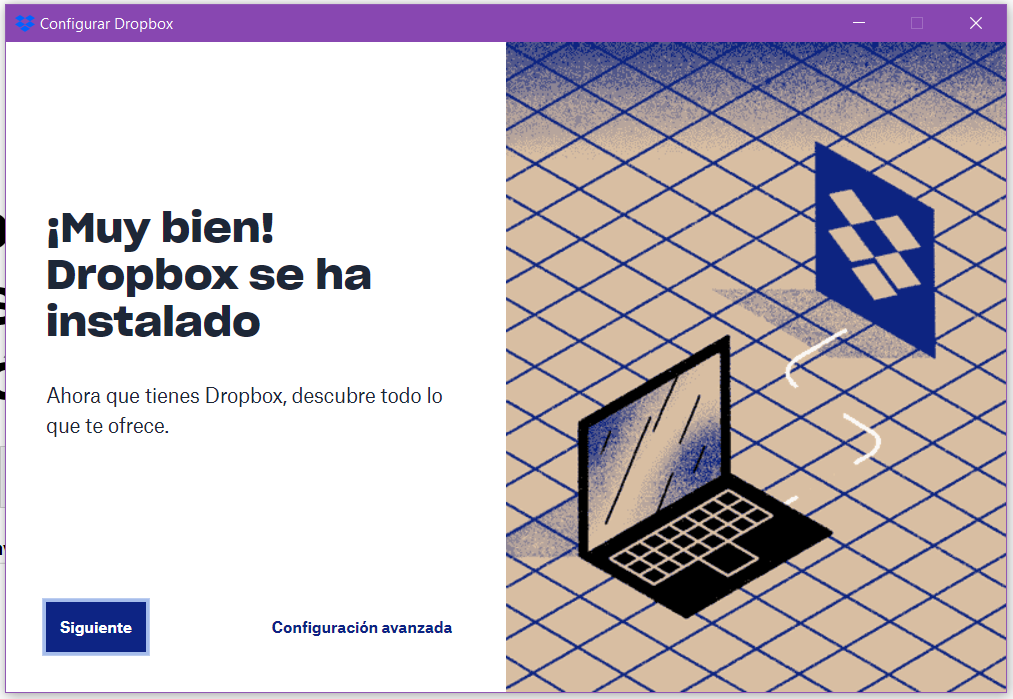 Configurar Dropbox
¡Muy bien!
Dropbox se ha
instalado
Ahora que tienes Dropbox, descubre todo lo
que te ofrece.
Siguiente
Configuración avanzada